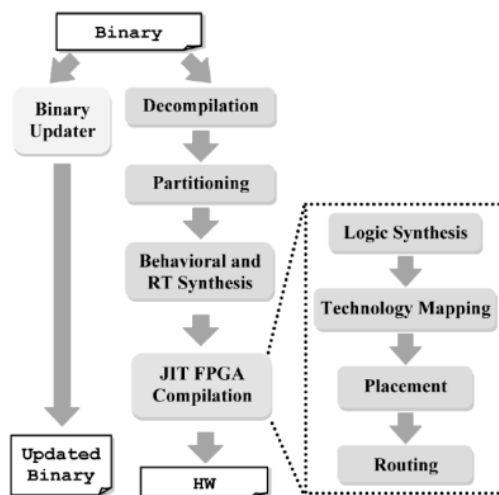 Binary
Binary
Updater
Decompilation
Partitioning
Behavioral and
RT Synthesis
JIT FPGA
Compilation
Updated
Binary
HW
Logic Synthesis
Technology Mapping
Placement
Routing